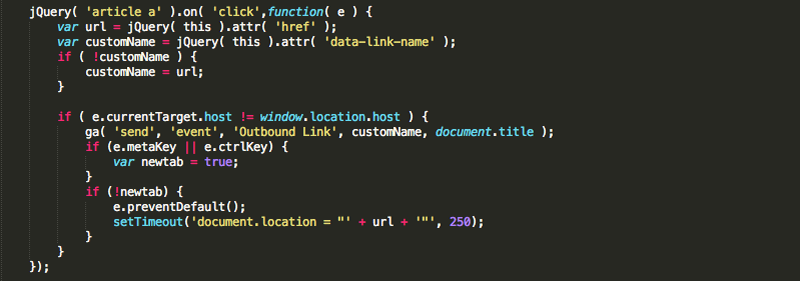 jQuery( 'article a' ).on( 'click',function( e ) {
    var url = jQuery( this ).attr( 'href' );
    var customName = jQuery( this ).attr( 'data-link-name' );
    if ( !customName ) {
        customName = url;
    }

    if ( e.currentTarget.host != window.location.host ) {
        ga( 'send', 'event', 'Outbound Link', customName, document.title );
        if (e.metaKey || e.ctrlKey) {
            var newtab = true;
        }
        if (!newtab) {
            e.preventDefault();
            setTimeout('document.location = "' + url + '"', 250);
        }
    }
});